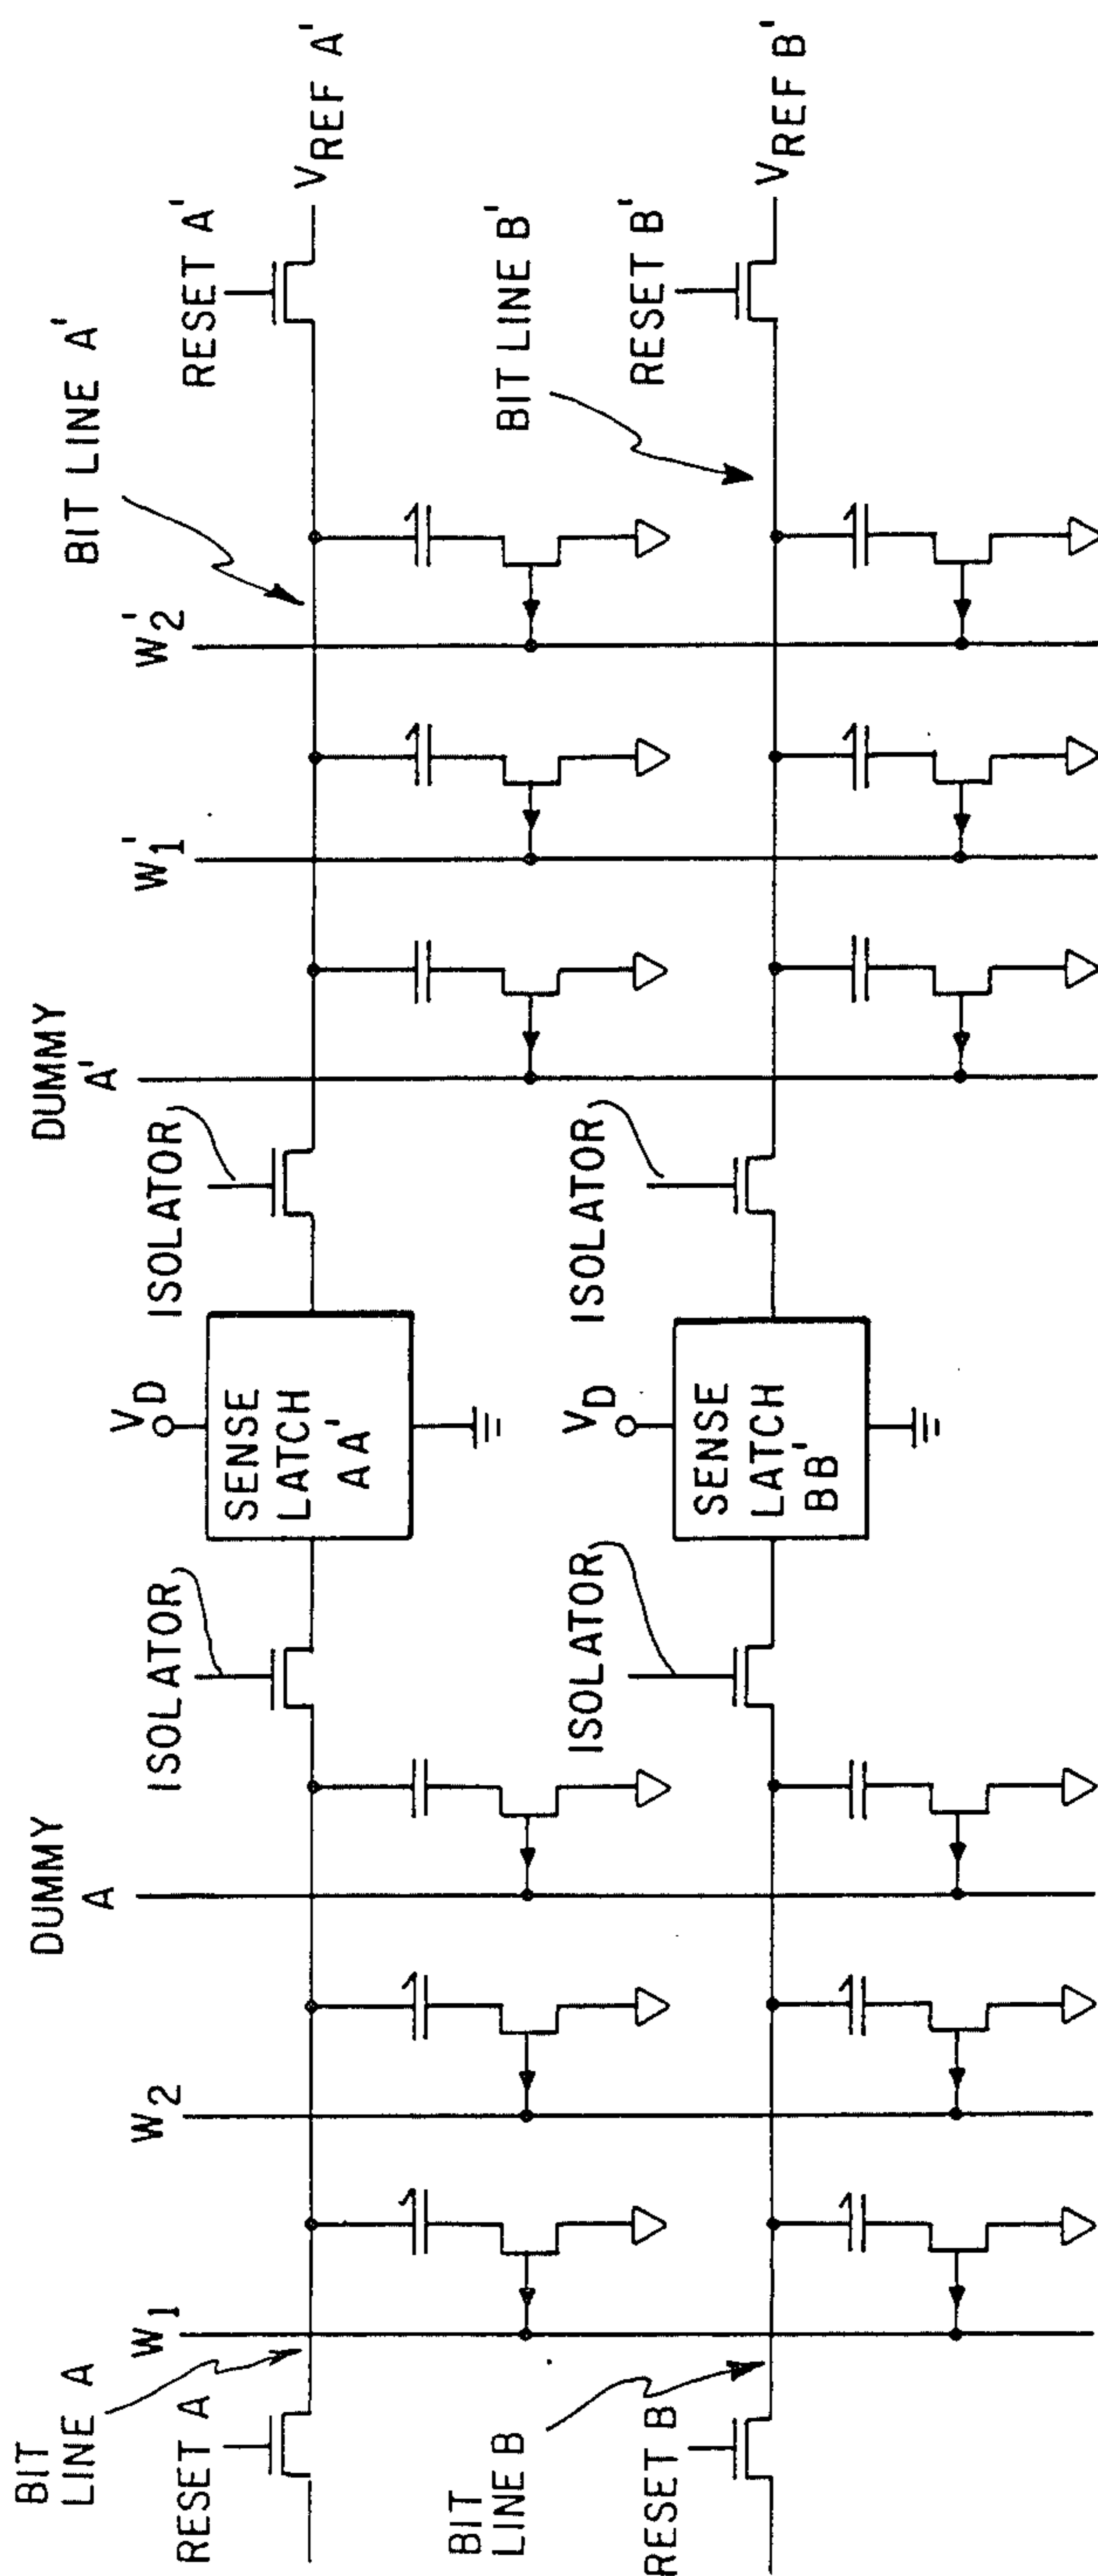 BIT
LINE A
RESET A
W1
W2
DUMMY
A
ISOLATOR
VD
SENSE
LATCH
AA'
ISOLATOR
DUMMY
A'
W1'
W2'
BIT LINE A'
RESET A'
VREF A'
BIT
LINE B
RESET B
ISOLATOR
VD
SENSE
LATCH
BB'
ISOLATOR
BIT LINE B'
RESET B'
VREF B'